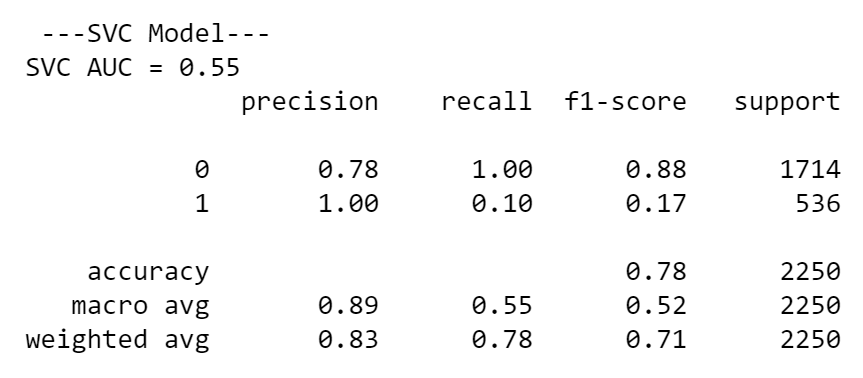 ---SVC Model---
SVC AUC = 0.55
precision recall f1-score support
0 0.78 1.00 0.88 1714
1 1.00 0.10 0.17 536
accuracy 0.78 2250
macro avg 0.89 0.55 0.52 2250
weighted avg 0.83 0.78 0.71 2250